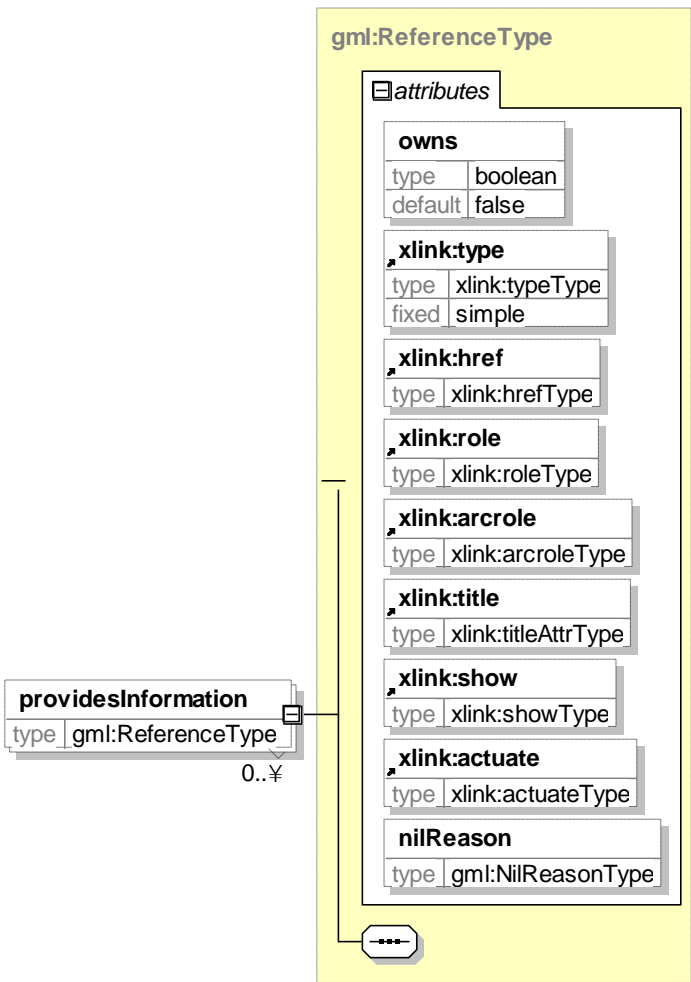 gml:ReferenceType
attributes
owns
type boolean
default false
xlink:type
type xlink:typeType
fixed simple
xlink:href
type xlink:hrefType
xlink:role
type xlink:roleType
xlink:arcrole
type xlink:arcroleType
xlink:title
type xlink:titleAttrType
xlink:show
type xlink:showType
xlink:actuate
type xlink:actuateType
nilReason
type gml:NilReasonType
providesInformation
type gml:ReferenceType
0..¥